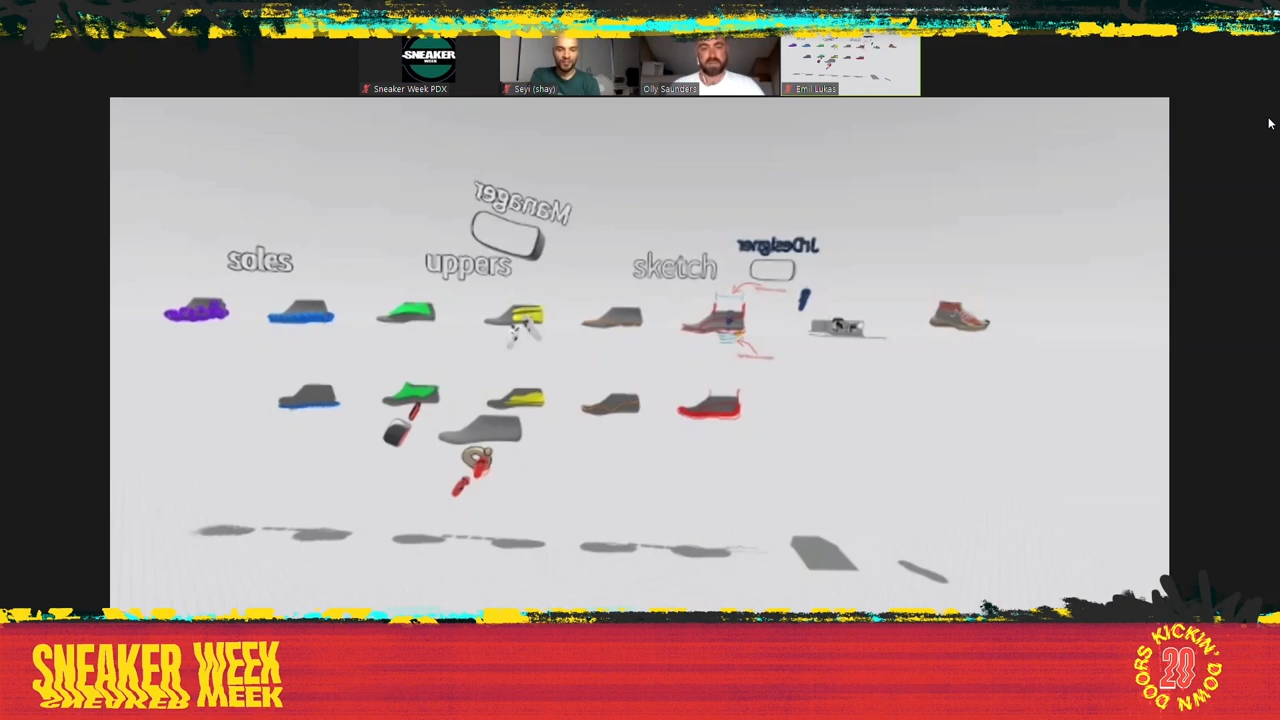 SNEAKER
WEEK
Sneaker Week PDX
Seyi (shay)
Olly Saunders
Emil Lukas
Manager
JrDesigner
soles
uppers
sketch
SNEAKER WEEK
SNEAKER WEEK
KICKIN' DOWN DOORS
20